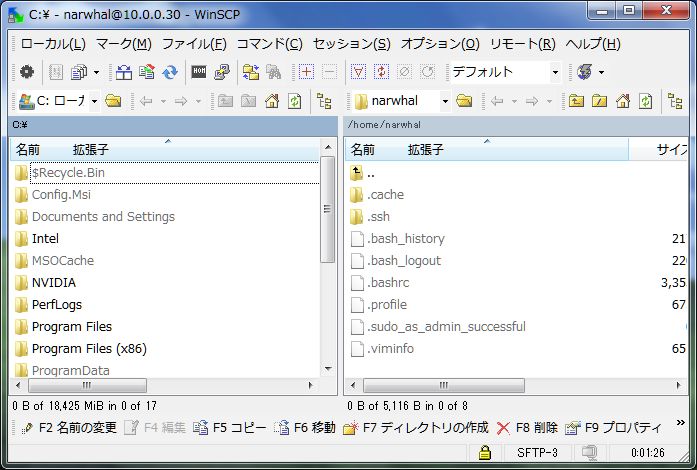 C:¥ - narwhal@10.0.0.30 - WinSCP
ローカル(L) マーク(M) ファイル(F) コマンド(C) セッション(S) オプション(O) リモート(R) ヘルプ(H)
デフォルト
C: ローカ narwhal
C:¥
/home/narwhal
名前 拡張子
名前 拡張子 サイズ
$Recycle.Bin
Config.Msi
Documents and Settings
Intel
MSOCache
NVIDIA
PerfLogs
Program Files
Program Files (x86)
ProgramData
..
.cache
.ssh
.bash_history 21
.bash_logout 22
.bashrc 3,35
.profile 67
.sudo_as_admin_successful
.viminfo 65
0 B of 18,425 MiB in 0 of 17
0 B of 5,116 B in 0 of 8
F2 名前の変更 F4 編集 F5 コピー F6 移動 F7 ディレクトリの作成 F8 削除 F9 プロパティ »
SFTP-3 0:01:26